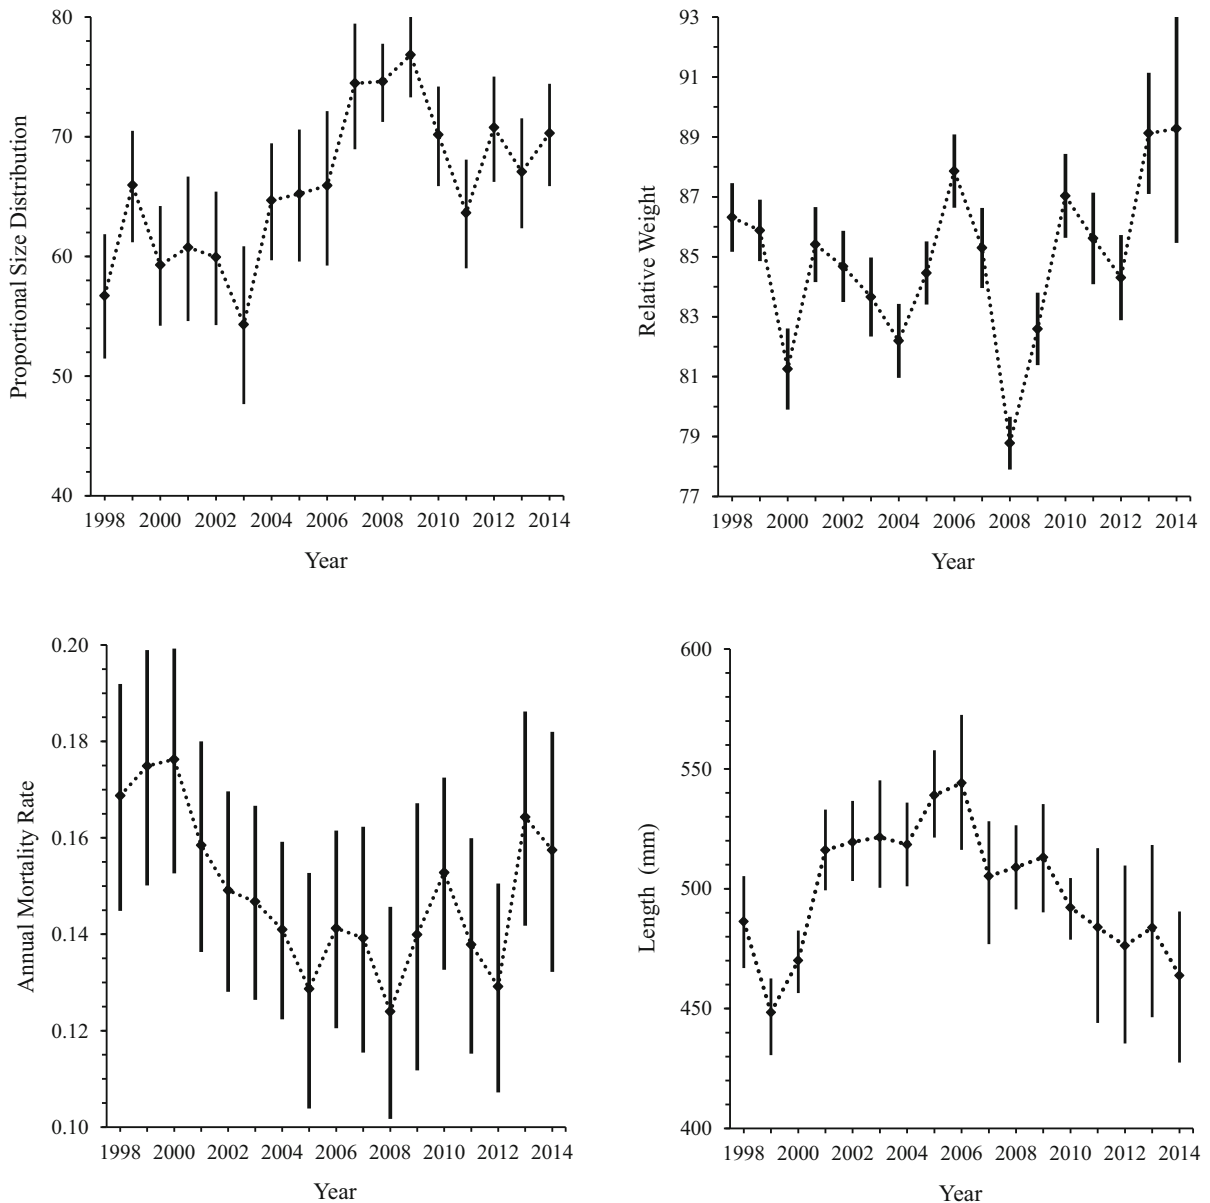 80
70
60
50
40
Proportional Size Distribution
1998 2000 2002 2004 2006 2008 2010 2012 2014
Year
93
91
89
87
85
83
81
79
77
Relative Weight
1998 2000 2002 2004 2006 2008 2010 2012 2014
Year
0.20
0.18
0.16
0.14
0.12
0.10
Annual Mortality Rate
1998 2000 2002 2004 2006 2008 2010 2012 2014
Year
600
550
500
450
400
Length (mm)
1998 2000 2002 2004 2006 2008 2010 2012 2014
Year